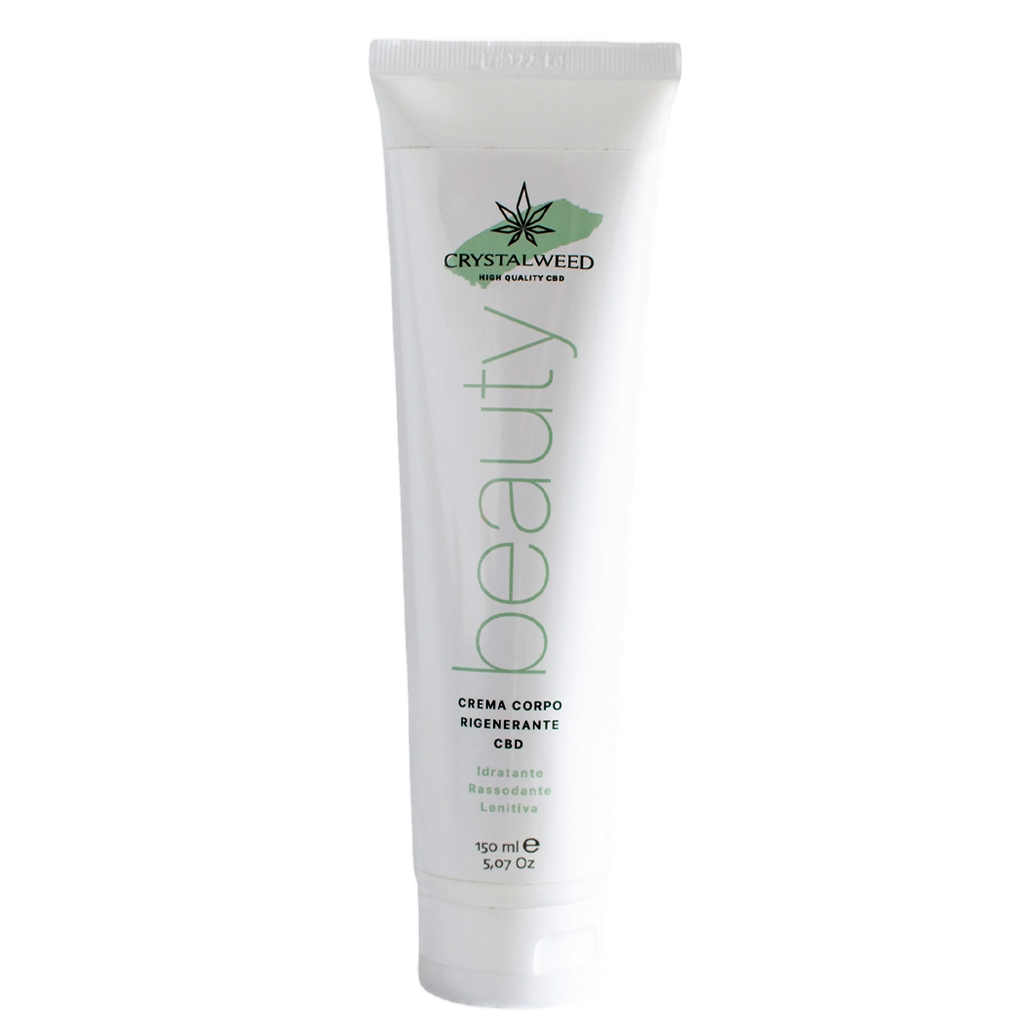 CRYSTALWEED
HIGH QUALITY CBD
beauty
CREMA CORPO
RIGENERANTE
CBD
Idratante
Rassodante
Lenitiva
150 ml e
5,07 Oz